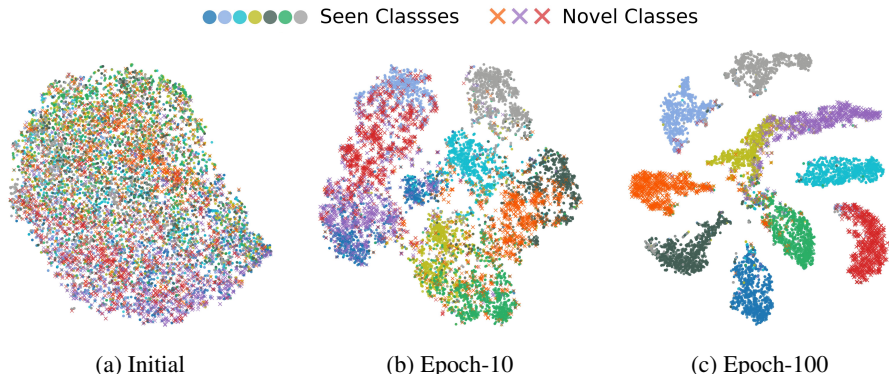 Seen Classses
Novel Classes
(a) Initial
(b) Epoch-10
(c) Epoch-100